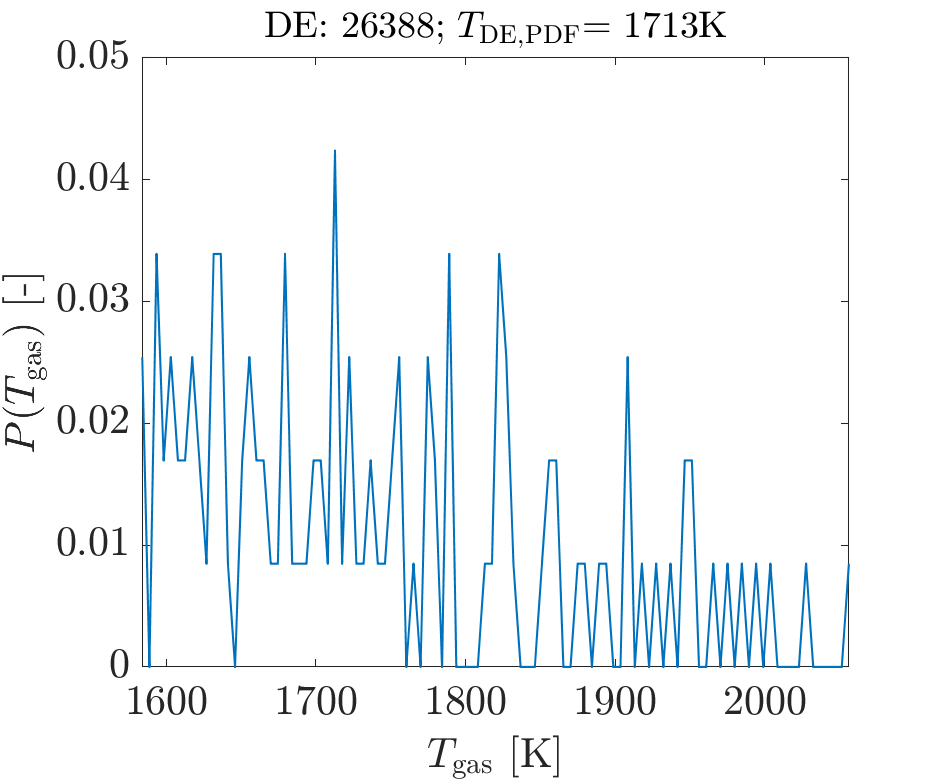 DE: 26388; T_DE,PDF= 1713K
0.05
0.04
0.03
0.02
0.01
0
P(T_gas) [-]
1600 1700 1800 1900 2000
T_gas [K]